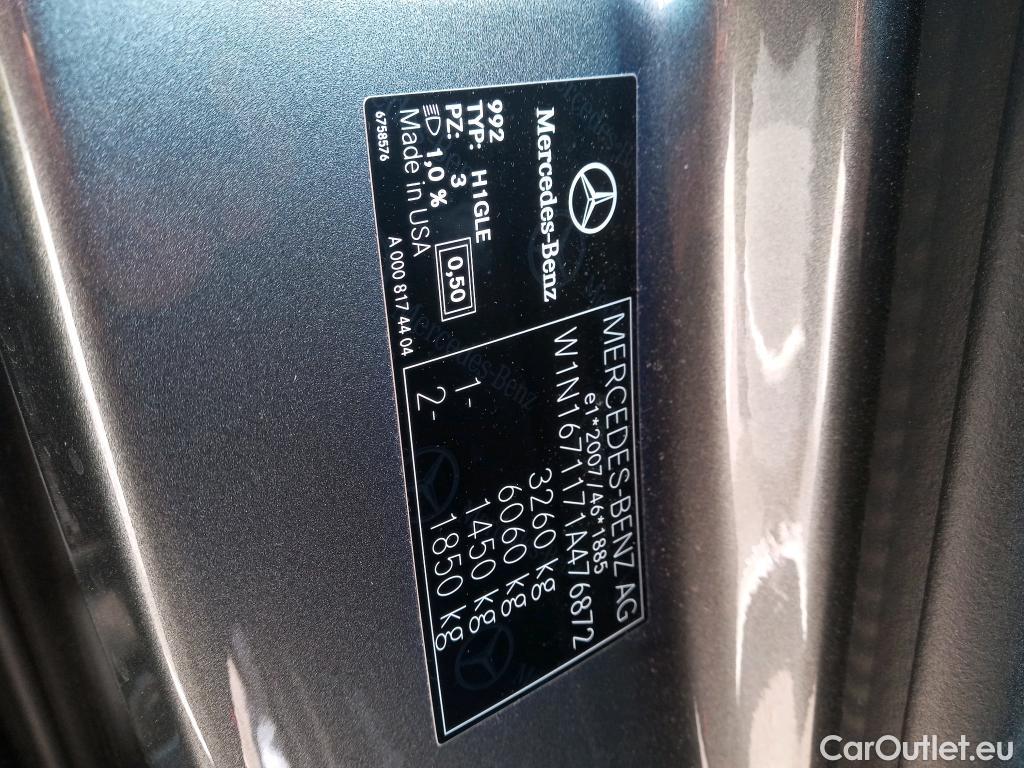 Mercedes-Benz
992
TYP: H1GLE
PZ: 3
1,0 %
0,50
Made in USA
6758576
A 000 817 44 04
MERCEDES-BENZ AG
e1*2007/46*1885
W1N1671171A476872
3260 kg
6060 kg
1- 1450 kg
2- 1850 kg
CarOutlet.eu